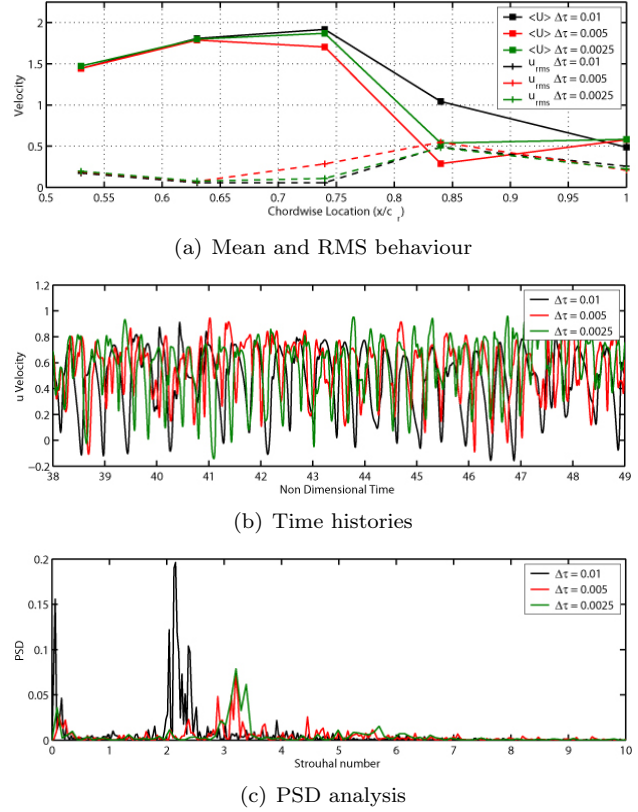 2
1.5
1
0.5
0
Velocity
<U> Δτ = 0.01
<U> Δτ = 0.005
<U> Δτ = 0.0025
u_rms Δτ = 0.01
u_rms Δτ = 0.005
u_rms Δτ = 0.0025
0.5 0.55 0.6 0.65 0.7 0.75 0.8 0.85 0.9 0.95 1
Chordwise Location (x/c_r)
(a) Mean and RMS behaviour
1.2
1.0
0.8
0.6
0.4
0.2
0
−0.2
u Velocity
Δτ = 0.01
Δτ = 0.005
Δτ = 0.0025
38 39 40 41 42 43 44 45 46 47 48 49
Non Dimensional Time
(b) Time histories
0.2
0.15
0.1
0.05
0
PSD
Δτ = 0.01
Δτ = 0.005
Δτ = 0.0025
0 1 2 3 4 5 6 7 8 9 10
Strouhal number
(c) PSD analysis